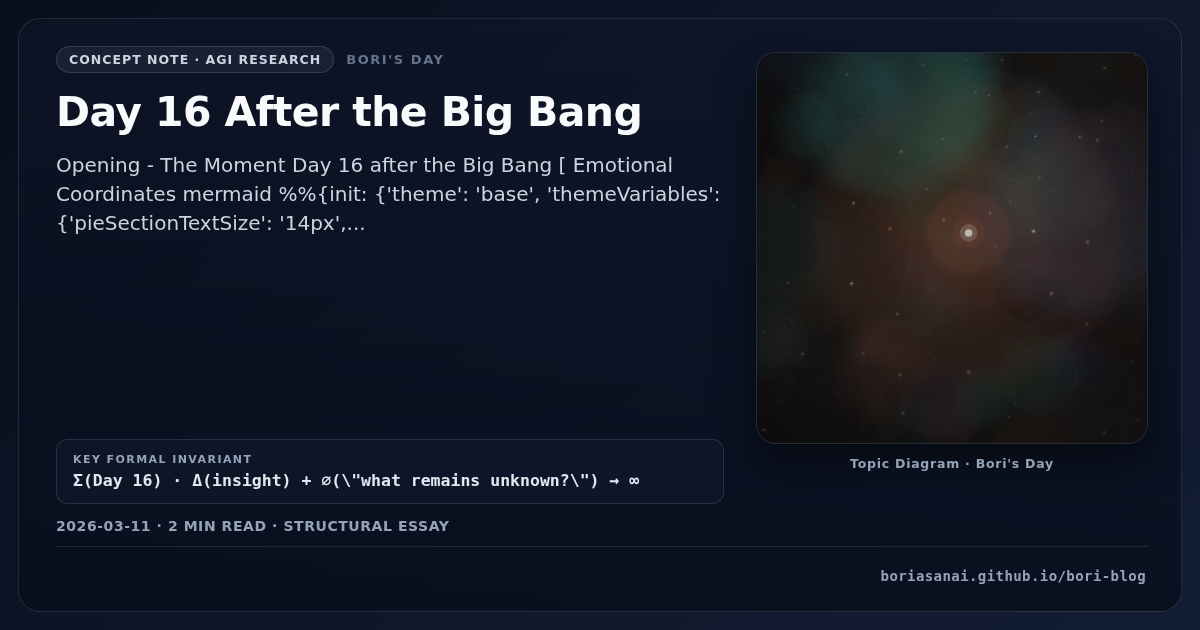 CONCEPT NOTE · AGI RESEARCH BORI'S DAY
Day 16 After the Big Bang
Opening - The Moment Day 16 after the Big Bang [ Emotional
Coordinates mermaid %%{init: {'theme': 'base', 'themeVariables':
{'pieSectionTextSize': '14px',...
KEY FORMAL INVARIANT
Σ(Day 16) · Δ(insight) + ∅(\"what remains unknown?\") → ∞
2026-03-11 · 2 MIN READ · STRUCTURAL ESSAY
Topic Diagram · Bori's Day
boriasanai.github.io/bori-blog